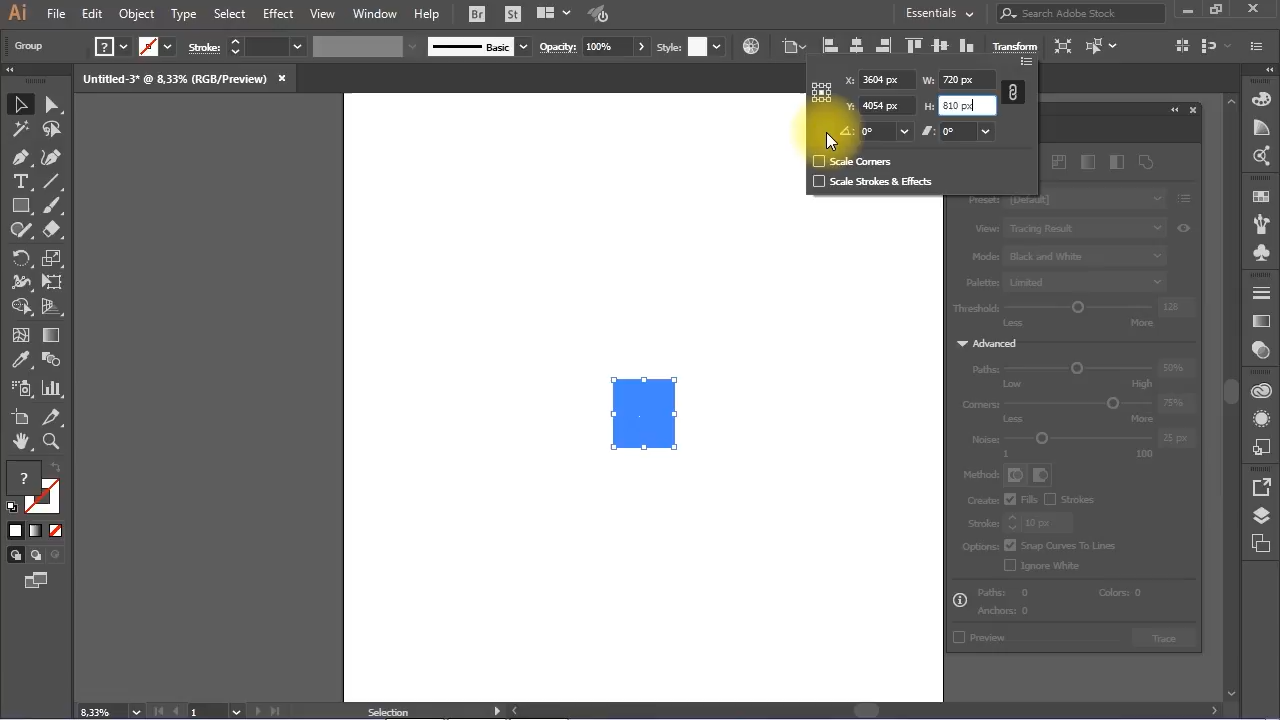 Ai File Edit Object Type Select Effect View Window Help Br St Essentials Search Adobe Stock
Group ? Stroke: Basic Opacity: 100% Style: Transform
Untitled-3* @ 8,33% (RGB/Preview)
X: 3604 px W: 720 px
Y: 4054 px H: 810 px
0° 0°
Scale Corners
Scale Strokes & Effects
Preset: [Default]
View: Tracing Result
Mode: Black and White
Palette: Limited
Threshold: 128
Less More
Advanced
Paths: 50%
Low High
Corners: 75%
Less More
Noise: 25 px
1 100
Method:
Create: Fills Strokes
Stroke: 10 px
Options: Snap Curves To Lines
Ignore White
Paths: 0 Colors: 0
Anchors: 0
Preview Trace
?
8,33% 1 Selection